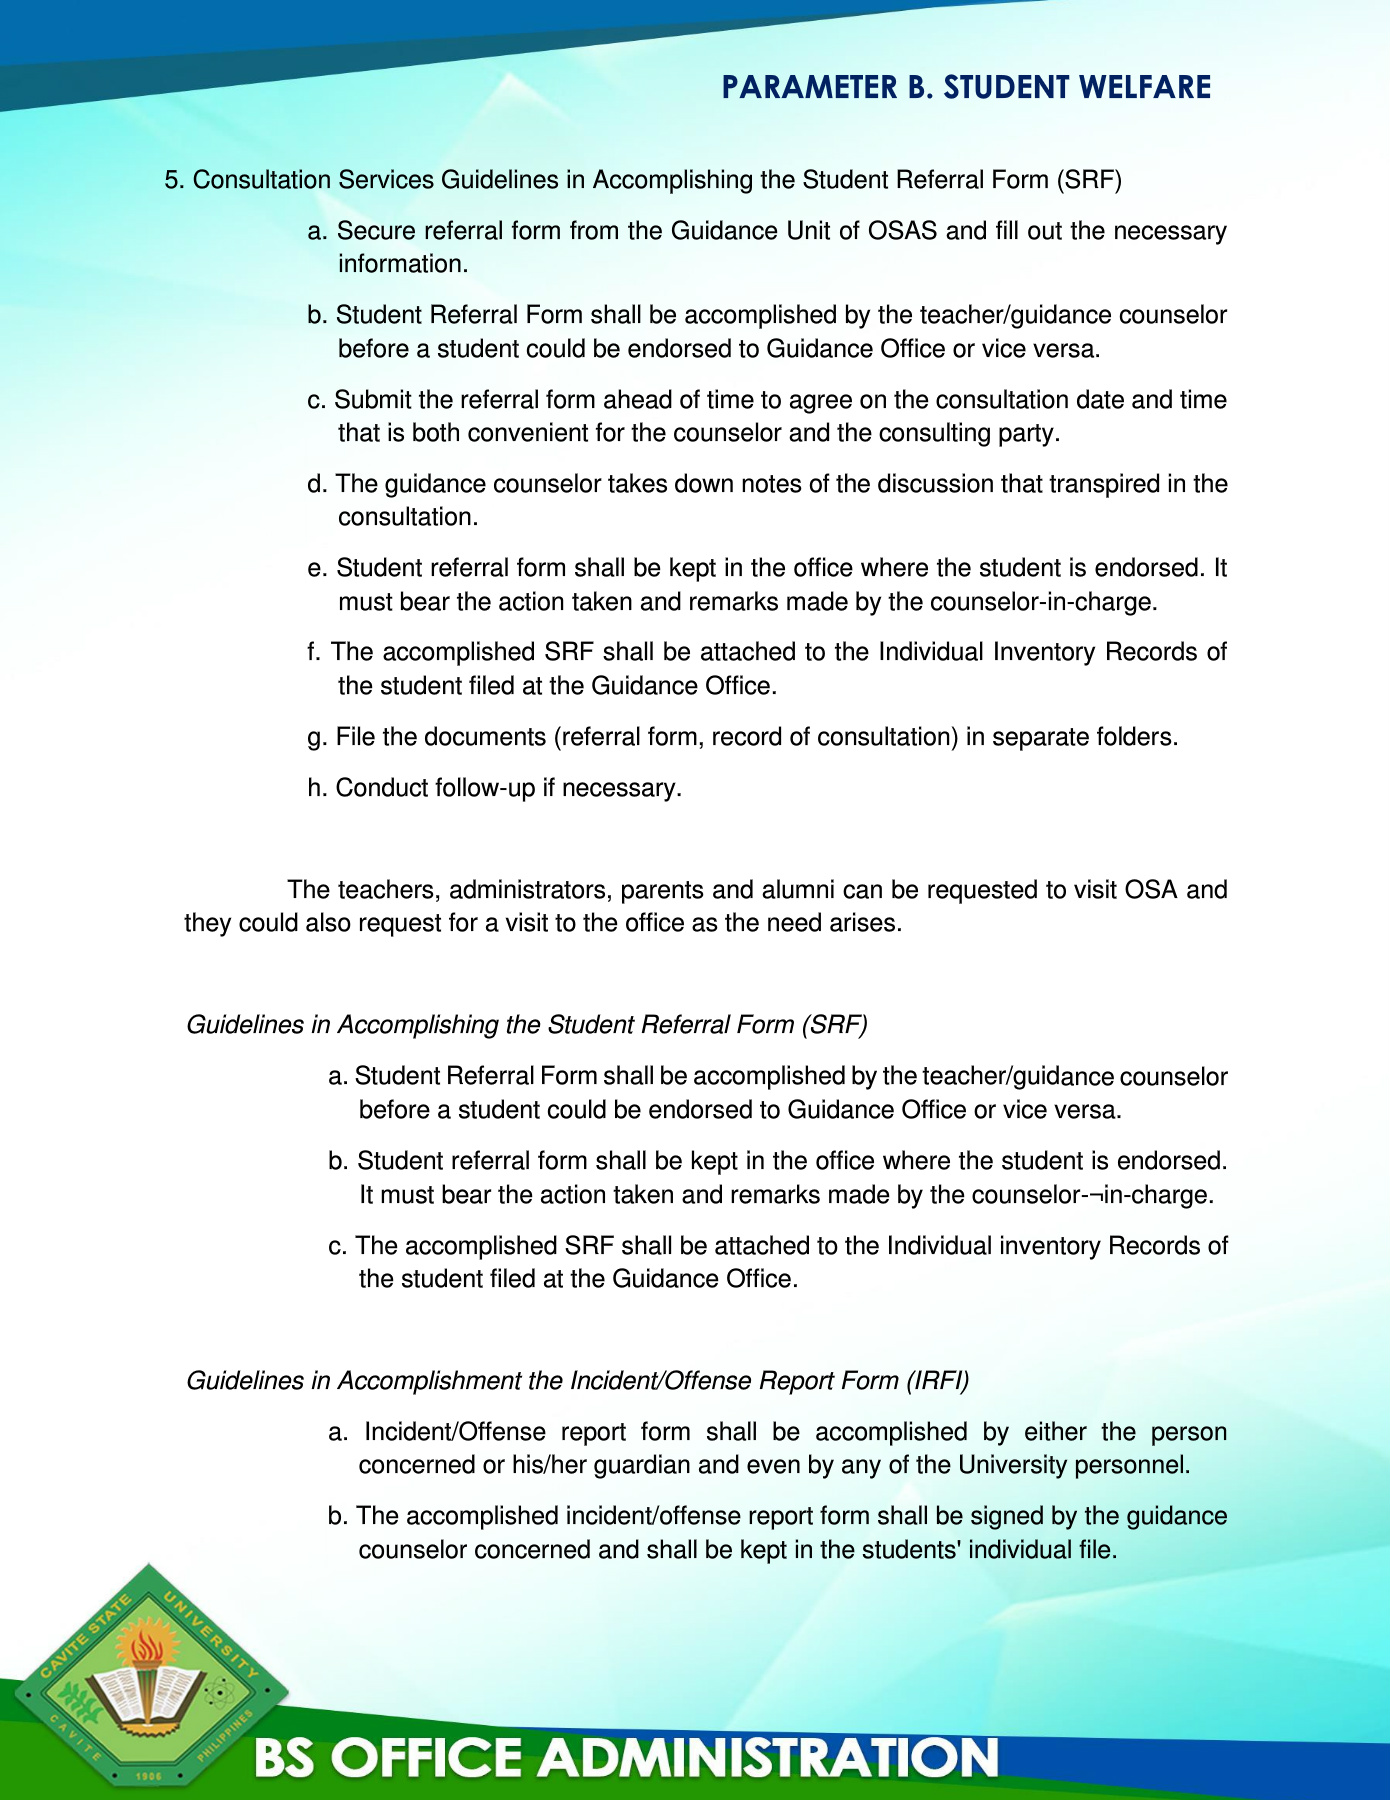 PARAMETER B. STUDENT WELFARE
5. Consultation Services Guidelines in Accomplishing the Student Referral Form (SRF)
a. Secure referral form from the Guidance Unit of OSAS and fill out the necessary
information.
b. Student Referral Form shall be accomplished by the teacher/guidance counselor
before a student could be endorsed to Guidance Office or vice versa.
c. Submit the referral form ahead of time to agree on the consultation date and time
that is both convenient for the counselor and the consulting party.
d. The guidance counselor takes down notes of the discussion that transpired in the
consultation.
e. Student referral form shall be kept in the office where the student is endorsed. It
must bear the action taken and remarks made by the counselor-in-charge.
f. The accomplished SRF shall be attached to the Individual Inventory Records of
the student filed at the Guidance Office.
g. File the documents (referral form, record of consultation) in separate folders.
h. Conduct follow-up if necessary.
The teachers, administrators, parents and alumni can be requested to visit OSA and
they could also request for a visit to the office as the need arises.
Guidelines in Accomplishing the Student Referral Form (SRF)
a. Student Referral Form shall be accomplished by the teacher/guidance counselor
before a student could be endorsed to Guidance Office or vice versa.
b. Student referral form shall be kept in the office where the student is endorsed.
It must bear the action taken and remarks made by the counselor-¬in-charge.
c. The accomplished SRF shall be attached to the Individual inventory Records of
the student filed at the Guidance Office.
Guidelines in Accomplishment the Incident/Offense Report Form (IRFI)
a. Incident/Offense report form shall be accomplished by either the person
concerned or his/her guardian and even by any of the University personnel.
b. The accomplished incident/offense report form shall be signed by the guidance
counselor concerned and shall be kept in the students' individual file.
CAVITE STATE UNIVERSITY
CAVITE 1906 PHILIPPINES
BS OFFICE ADMINISTRATION